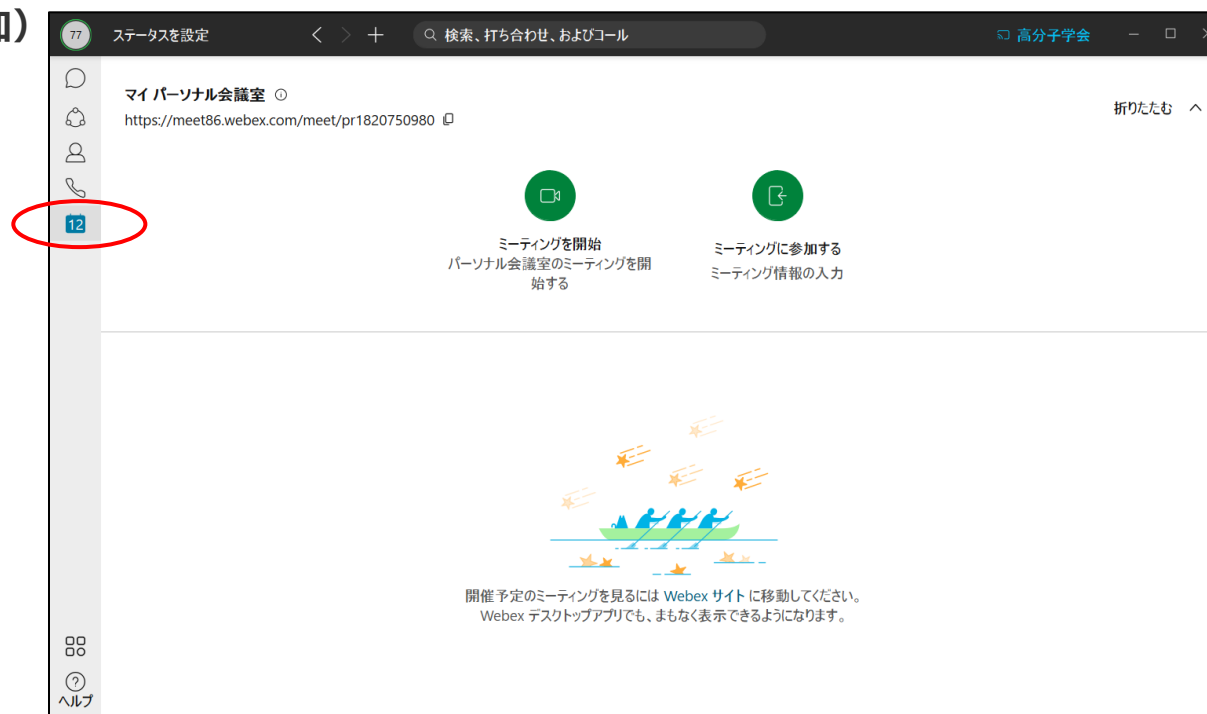 加）
77 ステータスを設定 検索、打ち合わせ、およびコール 高分子学会
マイ パーソナル会議室
https://meet86.webex.com/meet/pr1820750980
折りたたむ
12
ミーティングを開始
パーソナル会議室のミーティングを開
始する
ミーティングに参加する
ミーティング情報の入力
開催予定のミーティングを見るには Webex サイト に移動してください。
Webex デスクトップアプリでも、まもなく表示できるようになります。
ヘルプ